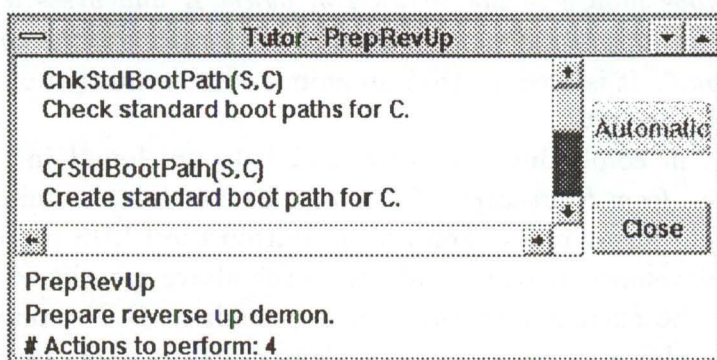 Tutor - PrepRevUp
ChkStdBootPath(S,C)
Check standard boot paths for C.
CrStdBootPath(S,C)
Create standard boot path for C.
Automatic
Close
PrepRevUp
Prepare reverse up demon.
# Actions to perform: 4